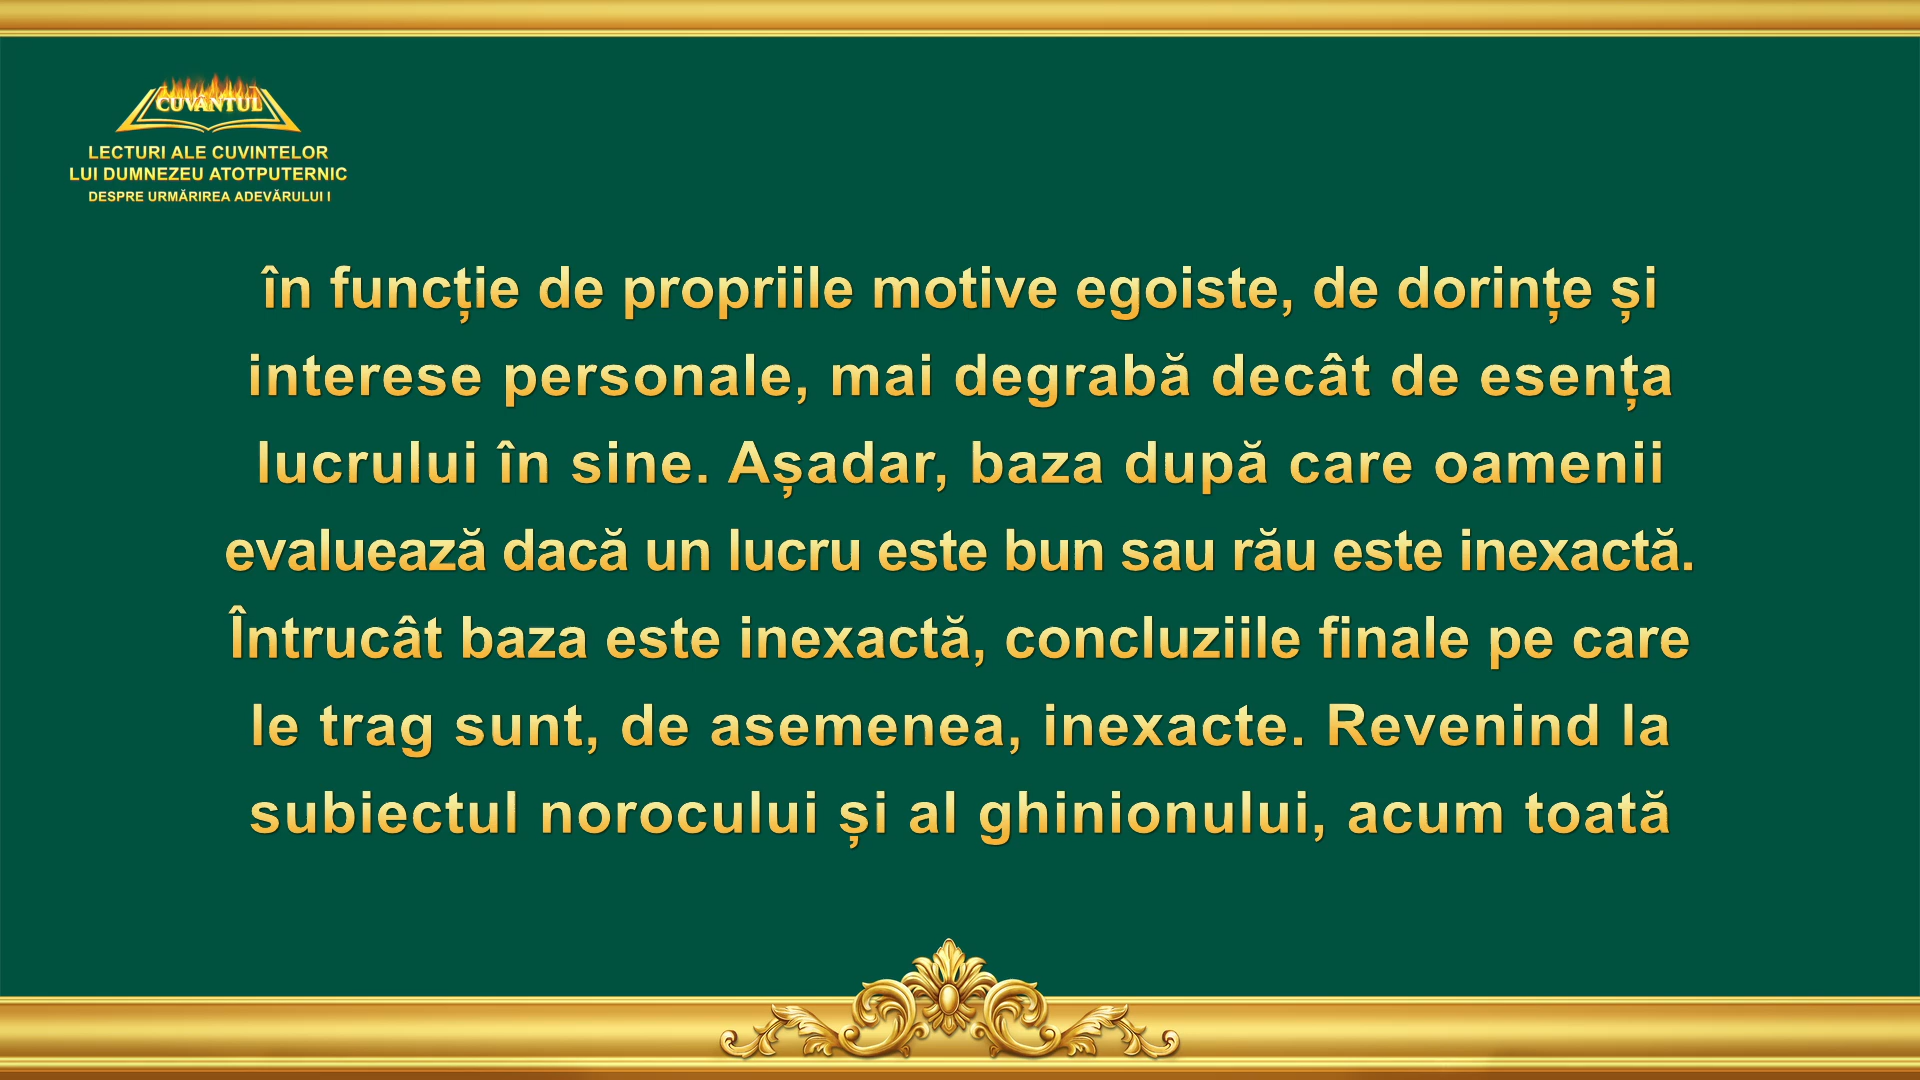 CUVÂNTUL
LECTURI ALE CUVINTELOR
LUI DUMNEZEU ATOTPUTERNIC
DESPRE URMĂRIREA ADEVĂRULUI I
în funcție de propriile motive egoiste, de dorințe și
interese personale, mai degrabă decât de esența
lucrului în sine. Așadar, baza după care oamenii
evaluează dacă un lucru este bun sau rău este inexactă.
Întrucât baza este inexactă, concluziile finale pe care
le trag sunt, de asemenea, inexacte. Revenind la
subiectul norocului și al ghinionului, acum toată